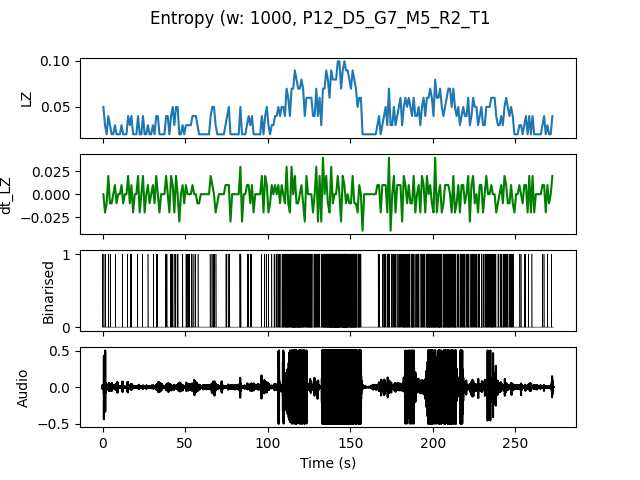 Entropy (w: 1000, P12_D5_G7_M5_R2_T1
0.10
0.05
LZ
0.025
0.000
−0.025
dt_LZ
1
0
Binarised
0.5
0.0
−0.5
Audio
0 50 100 150 200 250
Time (s)